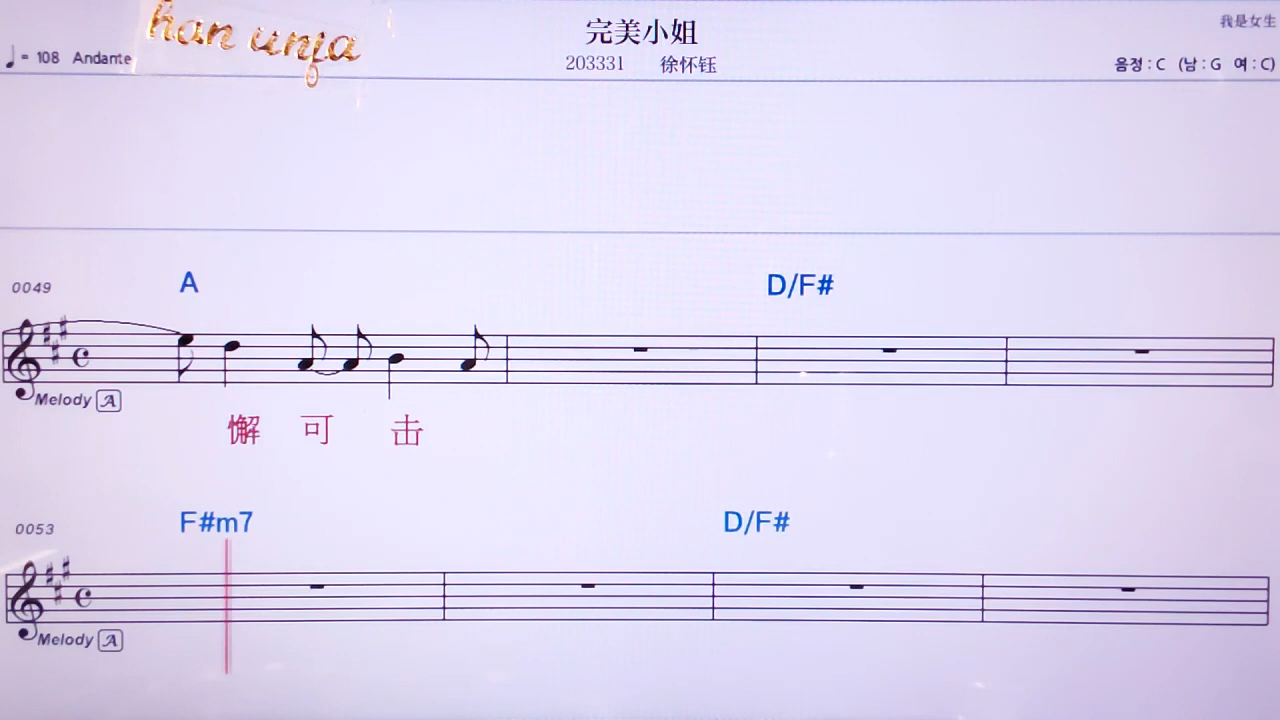 han unja
完美小姐
我是女生
♩= 108 Andante
203331 徐怀钰
음정 : C (남 : G 여 : C)
0049 A D/F#
Melody A
懈 可 击
0053 F#m7 D/F#
Melody A